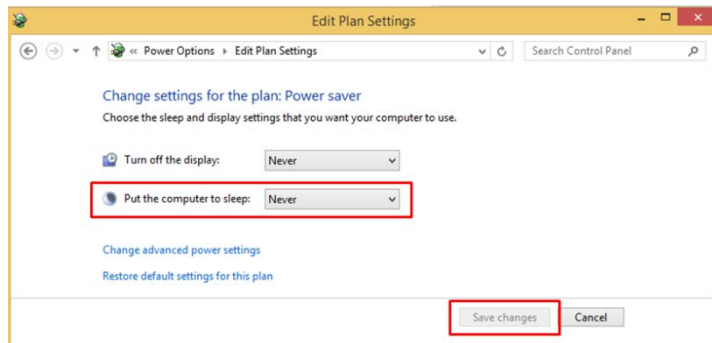 Edit Plan Settings
« Power Options Edit Plan Settings
Search Control Panel
Change settings for the plan: Power saver
Choose the sleep and display settings that you want your computer to use.
Turn off the display: Never
Put the computer to sleep: Never
Change advanced power settings
Restore default settings for this plan
Save changes Cancel